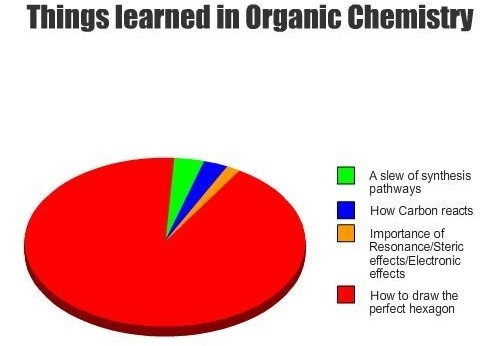 Things learned in Organic Chemistry
A slew of synthesis
pathways
How Carbon reacts
Importance of
Resonance/Steric
effects/Electronic
effects
How to draw the
perfect hexagon